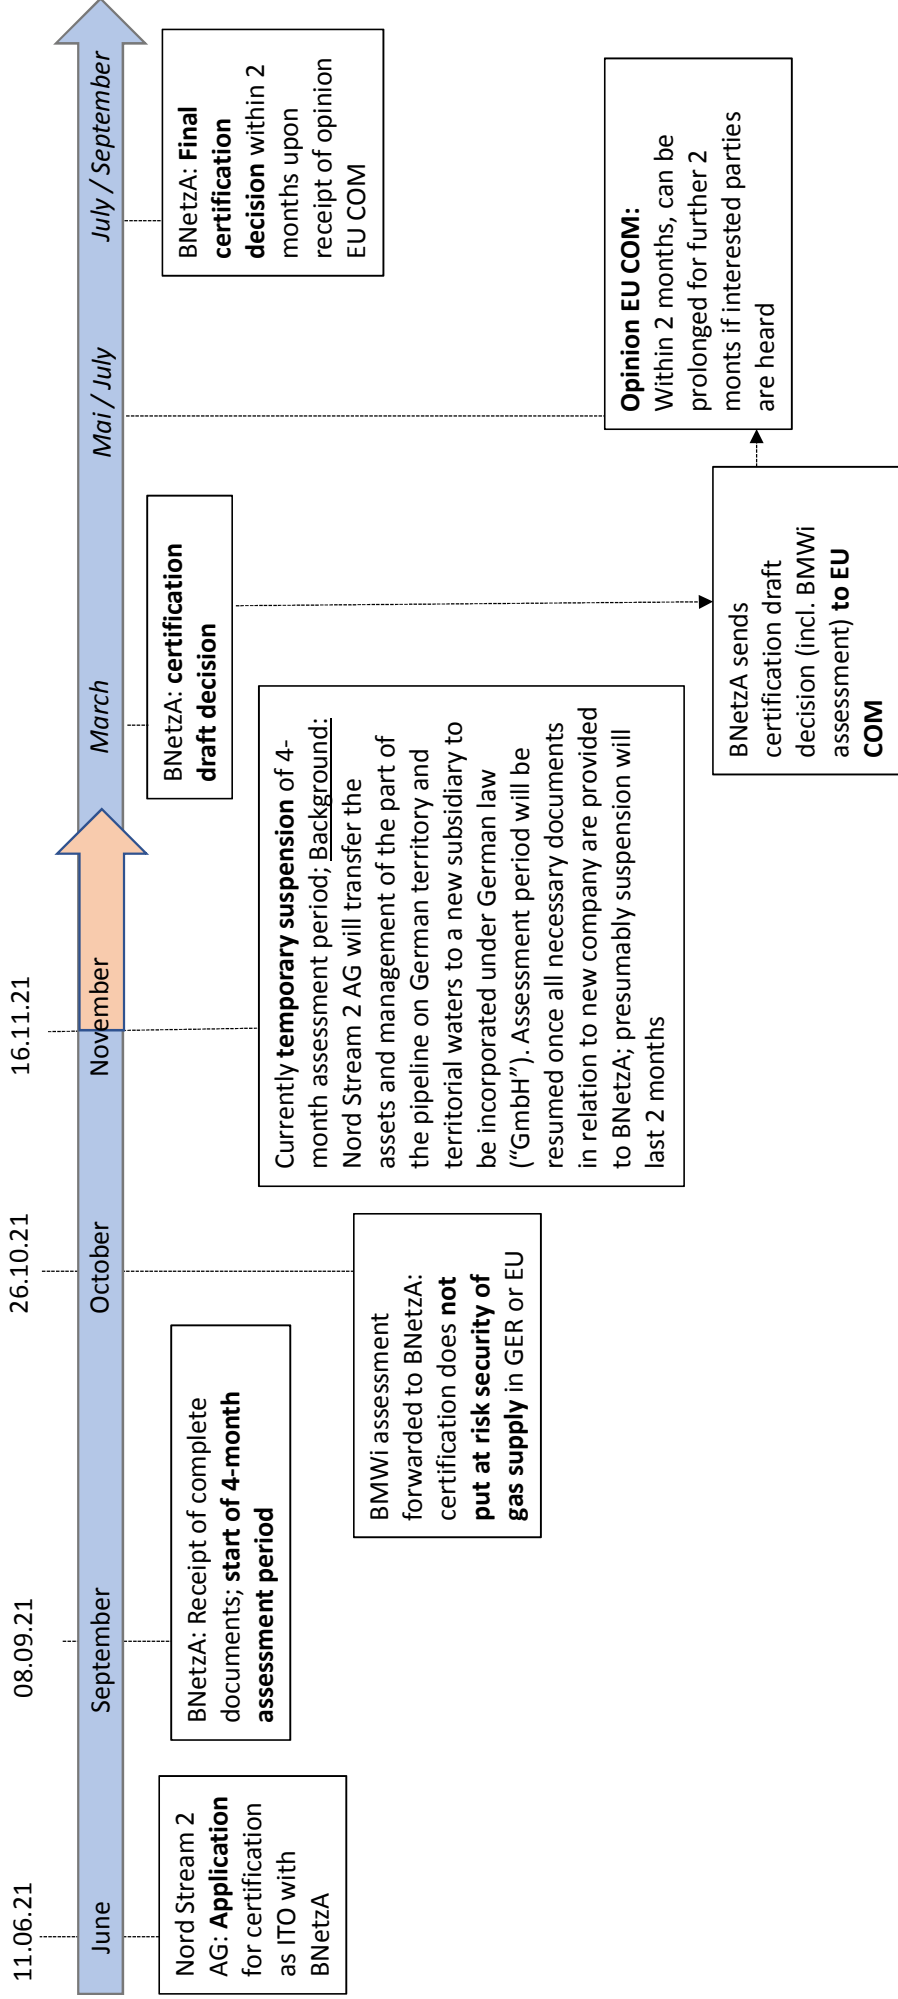 11.06.21
08.09.21
26.10.21
16.11.21
June
September
October
November
March
Mai / July
July / September
Nord Stream 2
AG: Application
for certification
as ITO with
BNetzA
BNetzA: Receipt of complete
documents; start of 4-month
assessment period
BMWi assessment
forwarded to BNetzA:
certification does not
put at risk security of
gas supply in GER or EU
Currently temporary suspension of 4-
month assessment period; Background:
Nord Stream 2 AG will transfer the
assets and management of the part of
the pipeline on German territory and
territorial waters to a new subsidiary to
be incorporated under German law
(“GmbH”). Assessment period will be
resumed once all necessary documents
in relation to new company are provided
to BNetzA; presumably suspension will
last 2 months
BNetzA: certification
draft decision
BNetzA sends
certification draft
decision (incl. BMWi
assessment) to EU
COM
Opinion EU COM:
Within 2 months, can be
prolonged for further 2
monts if interested parties
are heard
BNetzA: Final
certification
decision within 2
months upon
receipt of opinion
EU COM